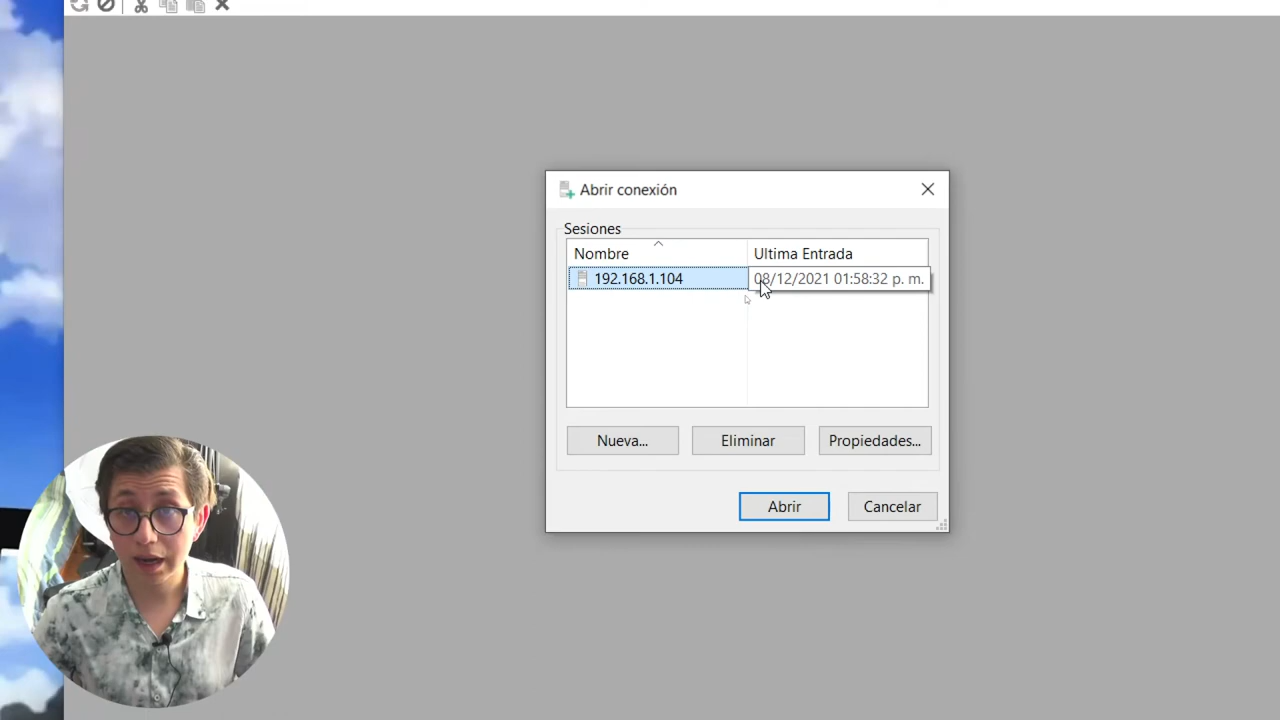 Abrir conexión
Sesiones
Nombre Ultima Entrada
192.168.1.104 08/12/2021 01:58:32 p. m.
Nueva... Eliminar Propiedades...
Abrir Cancelar